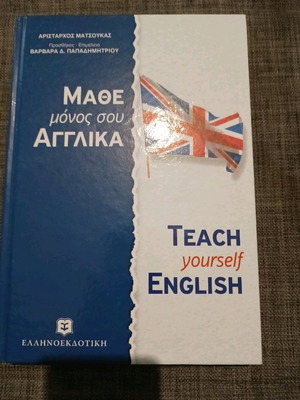 ΑΡΙΣΤΑΡΧΟΣ ΜΑΤΣΟΥΚΑΣ
Προσθήκες - Επιμέλεια
ΒΑΡΒΑΡΑ Δ. ΠΑΠΑΔΗΜΗΤΡΙΟΥ
ΜΑΘΕ
μόνος σου
ΑΓΓΛΙΚΑ
TEACH
yourself
ENGLISH
ΕΛΛΗΝΟΕΚΔΟΤΙΚΗ